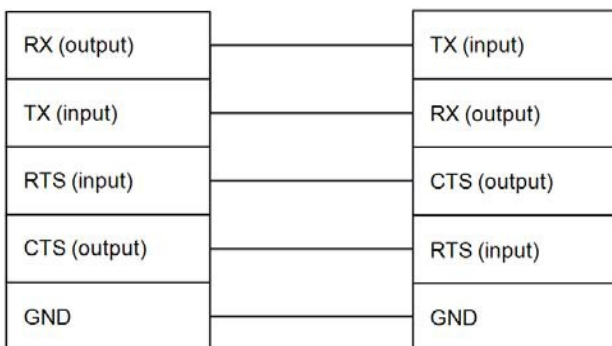 RX (output)
TX (input)
TX (input)
RX (output)
RTS (input)
CTS (output)
CTS (output)
RTS (input)
GND
GND